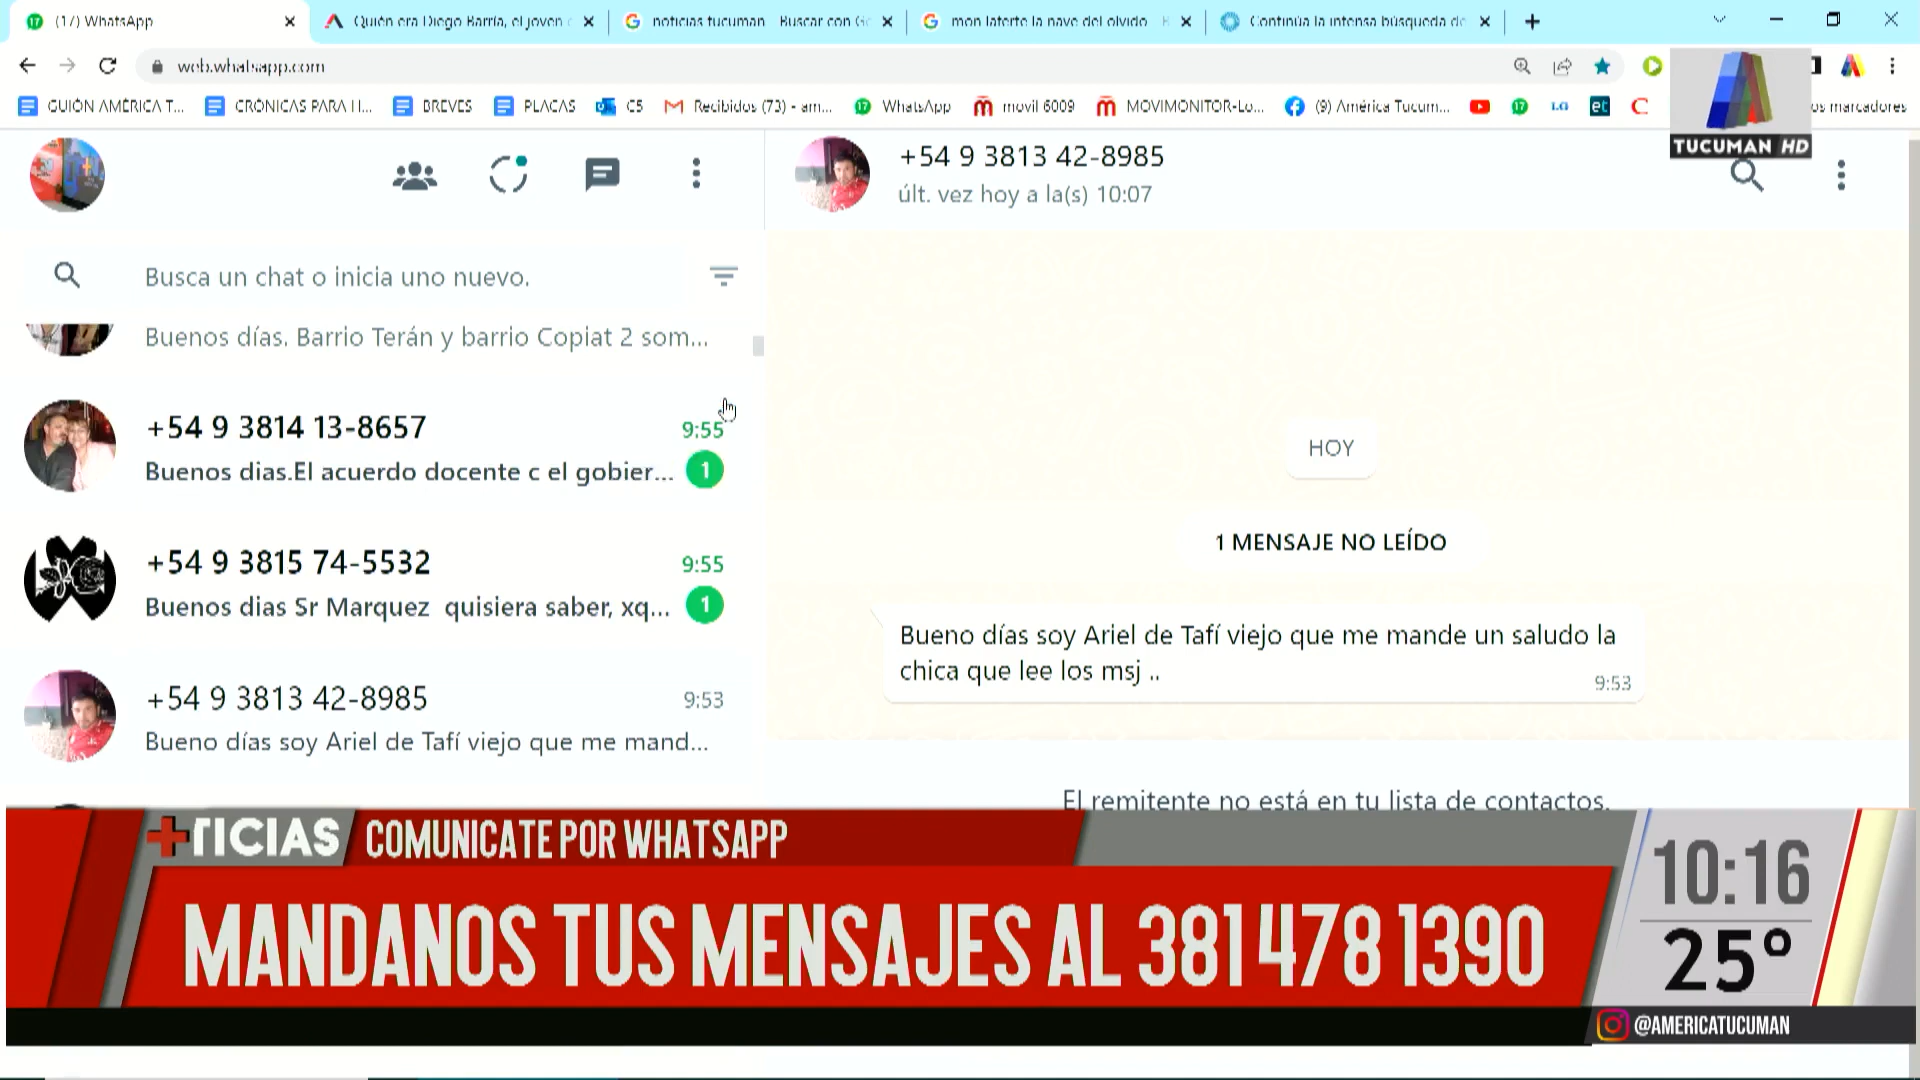 (17) WhatsApp
Quién era Diego Barría, el joven
noticias tucuman - Buscar con Go
mon laferte la nave del olvido
Continúa la intensa búsqueda de
web.whatsapp.com
GUIÓN AMÉRICA T...
CRÓNICAS PARA
BREVES
PLACAS
C5
Recibidos (73) - am...
WhatsApp
movil 6009
MOVIMONITOR-Lo...
(9) América Tucum...
LG
et
os marcadores
TUCUMAN HD
+54 9 3813 42-8985
últ. vez hoy a la(s) 10:07
Busca un chat o inicia uno nuevo.
Buenos días. Barrio Terán y barrio Copiat 2 som...
+54 9 3814 13-8657
9:55
Buenos dias.El acuerdo docente c el gobier...
1
+54 9 3815 74-5532
9:55
Buenos dias Sr Marquez quisiera saber, xq...
1
+54 9 3813 42-8985
9:53
Bueno días soy Ariel de Tafí viejo que me mand...
HOY
1 MENSAJE NO LEÍDO
Bueno días soy Ariel de Tafí viejo que me mande un saludo la
chica que lee los msj ..
9:53
El remitente no está en tu lista de contactos.
+TICIAS
COMUNICATE POR WHATSAPP
MANDANOS TUS MENSAJES AL 381 478 1390
10:16
25°
@AMERICATUCUMAN